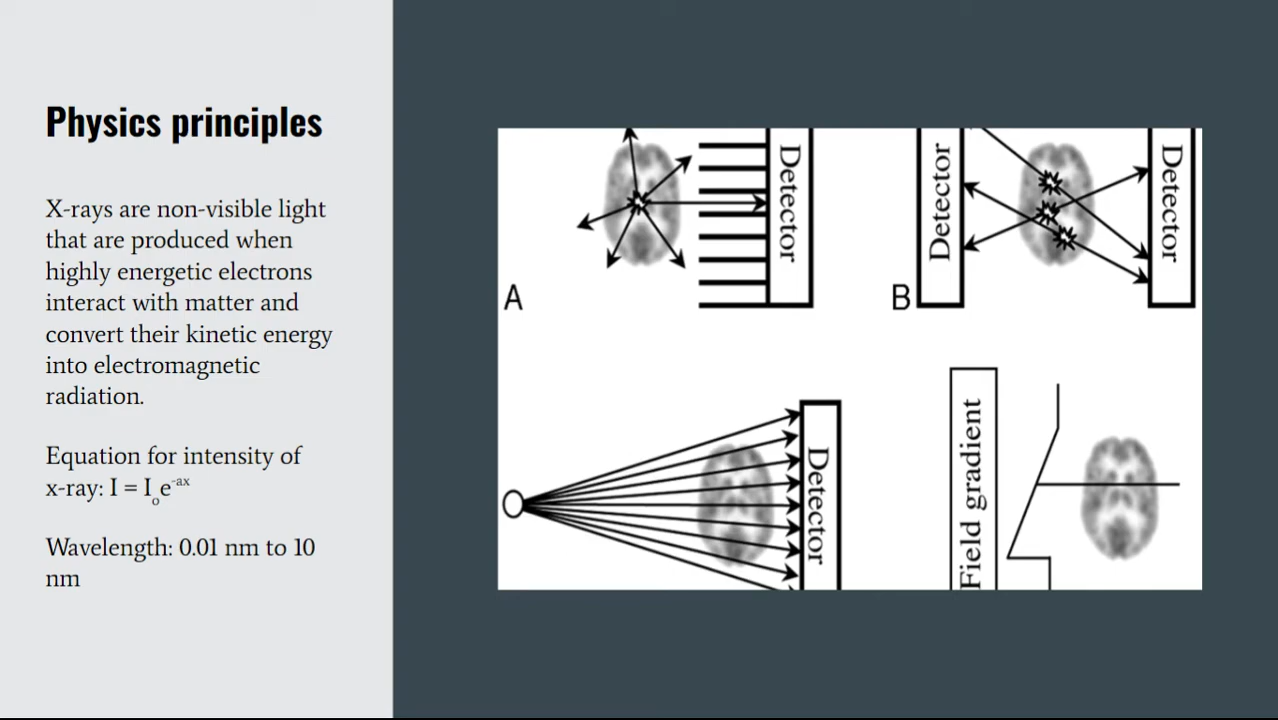 Physics principles
X-rays are non-visible light
that are produced when
highly energetic electrons
interact with matter and
convert their kinetic energy
into electromagnetic
radiation.
Equation for intensity of
x-ray: I = Iₒe⁻ᵃˣ
Wavelength: 0.01 nm to 10
nm
Detector
A
Detector
B
Detector
Detector
Field gradient